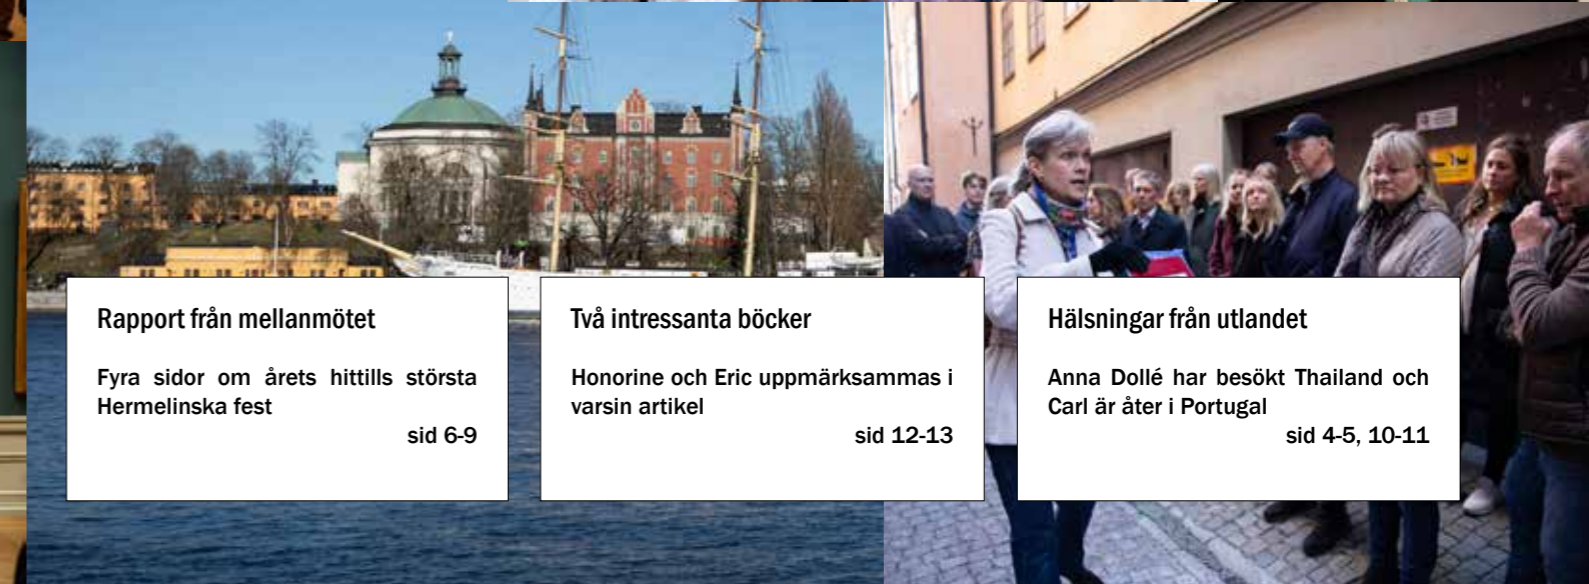 Rapport från mellanmötet
Fyra sidor om årets hittills största
Hermelinska fest
sid 6-9
Två intressanta böcker
Honorine och Eric uppmärksammas i
varsin artikel
sid 12-13
Hälsningar från utlandet
Anna Dollé har besökt Thailand och
Carl är åter i Portugal
sid 4-5, 10-11